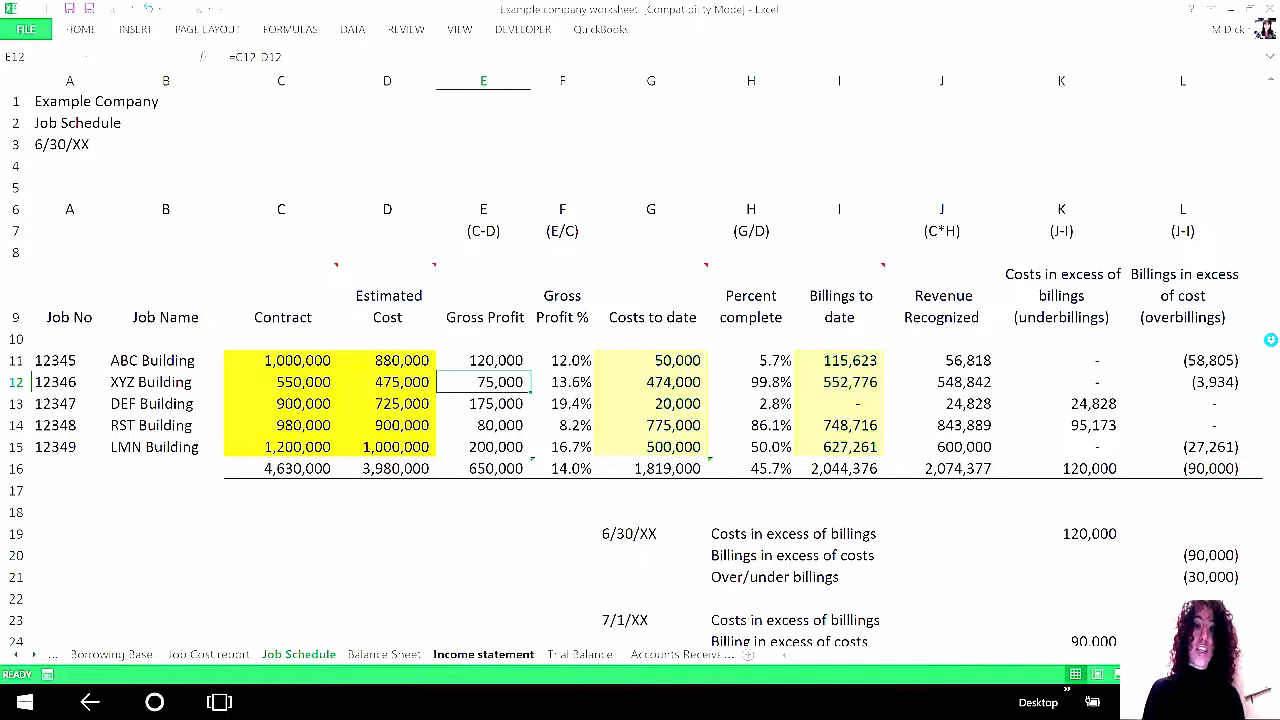 Example company worksheet [Compatibility Mode] - Excel
FILE HOME INSERT PAGE LAYOUT FORMULAS DATA REVIEW VIEW DEVELOPER QuickBooks M Dick
E12 fx =C12-D12
A B C D E F G H I J K L
1 Example Company
2 Job Schedule
3 6/30/XX
4
5
6 A B C D E F G H I J K L
7 (C-D) (E/C) (G/D) (C*H) (J-I) (J-I)
8
Costs in excess of Billings in excess
Estimated Gross Percent Billings to Revenue billings of cost
9 Job No Job Name Contract Cost Gross Profit Profit % Costs to date complete date Recognized (underbillings) (overbillings)
10
11 12345 ABC Building 1,000,000 880,000 120,000 12.0% 50,000 5.7% 115,623 56,818 - (58,805)
12 12346 XYZ Building 550,000 475,000 75,000 13.6% 474,000 99.8% 552,776 548,842 - (3,934)
13 12347 DEF Building 900,000 725,000 175,000 19.4% 20,000 2.8% - 24,828 24,828 -
14 12348 RST Building 980,000 900,000 80,000 8.2% 775,000 86.1% 748,716 843,889 95,173 -
15 12349 LMN Building 1,200,000 1,000,000 200,000 16.7% 500,000 50.0% 627,261 600,000 - (27,261)
16 4,630,000 3,980,000 650,000 14.0% 1,819,000 45.7% 2,044,376 2,074,377 120,000 (90,000)
17
18
19 6/30/XX Costs in excess of billings 120,000
20 Billings in excess of costs (90,000)
21 Over/under billings (30,000)
22
23 7/1/XX Costs in excess of billlings
24 Billing in excess of costs 90,000
... Borrowing Base Job Cost report Job Schedule Balance Sheet Income statement Trial Balance Accounts Receiv ...
READY
Desktop